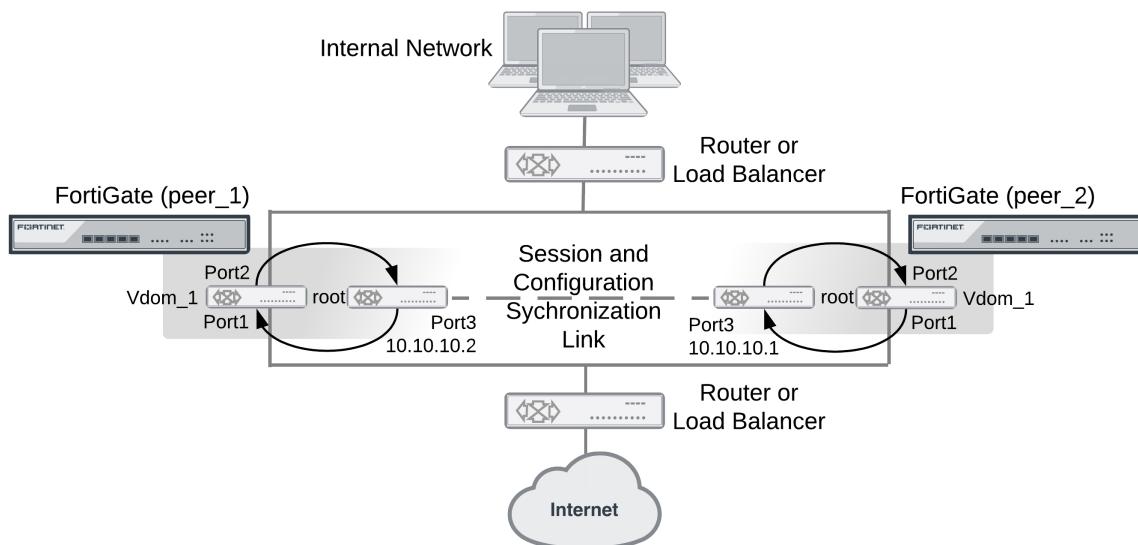 Internal Network
Router or
Load Balancer
FortiGate (peer_1)
FortiGate (peer_2)
FORTINET
FORTINET
Session and
Configuration
Sychronization
Link
Port2
Vdom_1
root
Port1
Port3
10.10.10.2
Port2
root
Vdom_1
Port3
Port1
10.10.10.1
Router or
Load Balancer
Internet